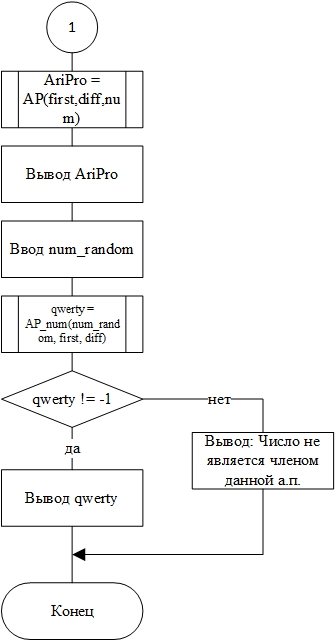 1
AriPro =
AP(first,diff,nu
m)
Вывод AriPro
Ввод num_random
qwerty =
AP_num(num_rand
om, first, diff)
qwerty != -1
нет
да
Вывод: Число не
является членом
данной а.п.
Вывод qwerty
Конец